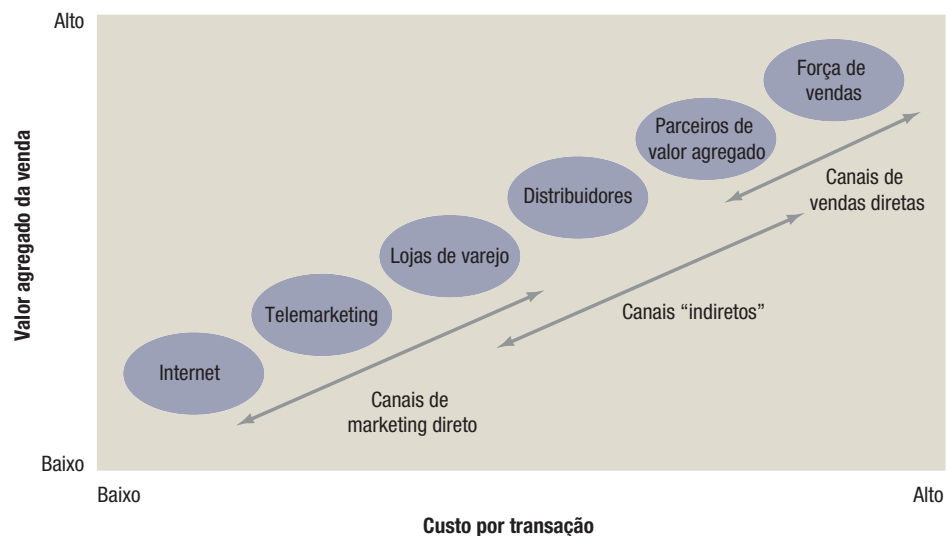 Alto
Força de
vendas
Parceiros de
valor agregado
Canais de
vendas diretas
Distribuidores
Lojas de varejo
Canais “indiretos”
Telemarketing
Internet
Canais de
marketing direto
Valor agregado da venda
Baixo
Baixo
Alto
Custo por transação